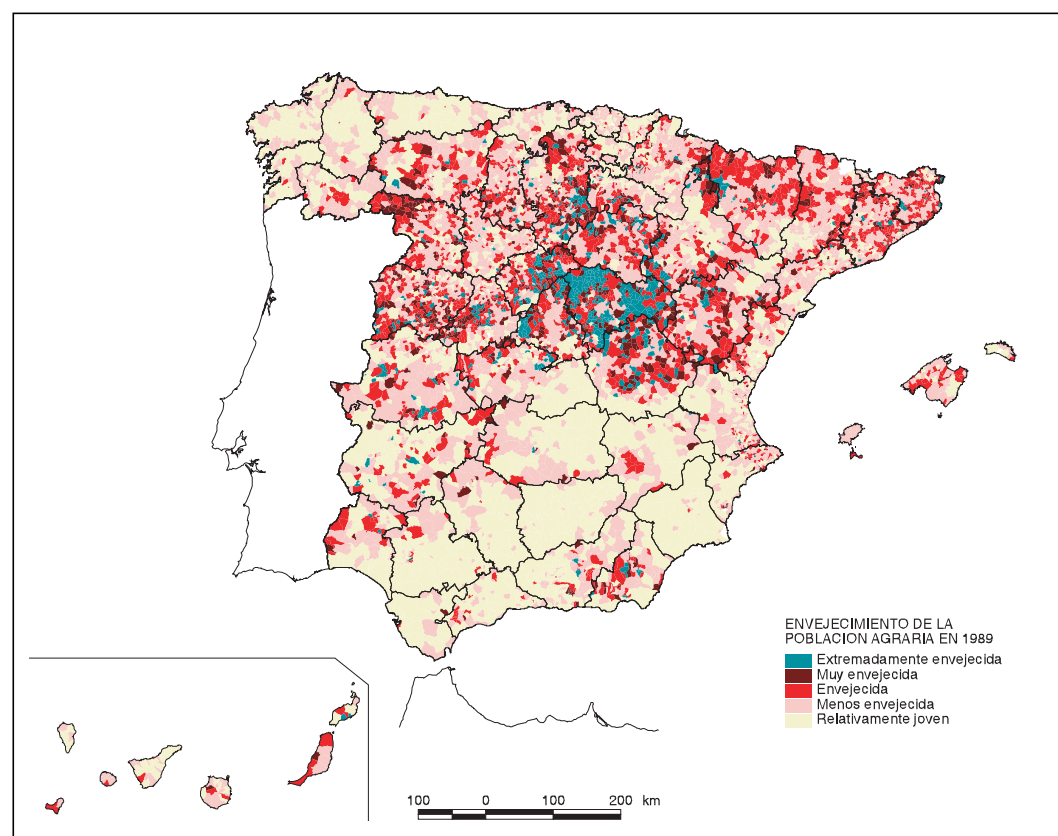 ENVEJECIMIENTO DE LA
POBLACION AGRARIA EN 1989
Extremadamente envejecida
Muy envejecida
Envejecida
Menos envejecida
Relativamente joven
100 0 100 200 km